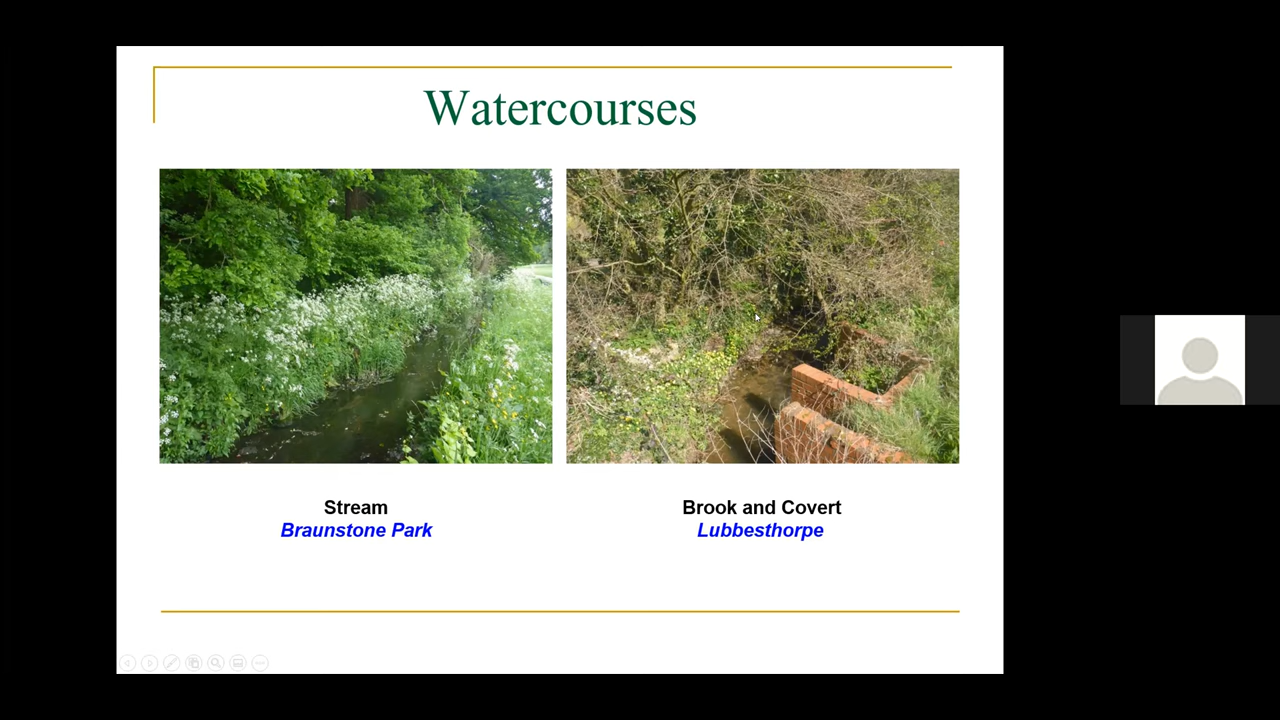 Watercourses
Stream
Braunstone Park
Brook and Covert
Lubbesthorpe